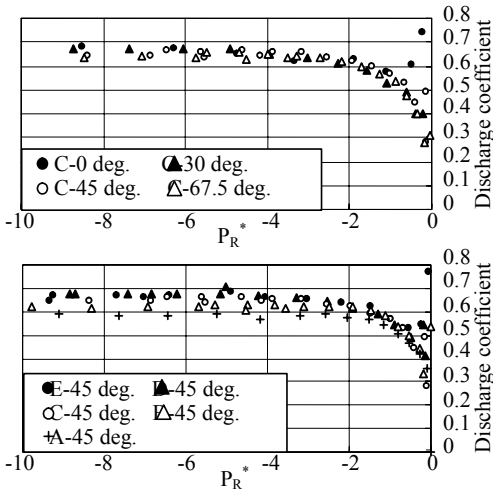 0.8
0.7
0.6
0.5
0.4
0.3
0.2
0.1
0
Discharge coefficient
C-0 deg. -30 deg.
C-45 deg. -67.5 deg.
-10 -8 -6 -4 -2 0
P_R^*
0.8
0.7
0.6
0.5
0.4
0.3
0.2
0.1
0
Discharge coefficient
E-45 deg. -45 deg.
C-45 deg. -45 deg.
A-45 deg.
-10 -8 -6 -4 -2 0
P_R^*